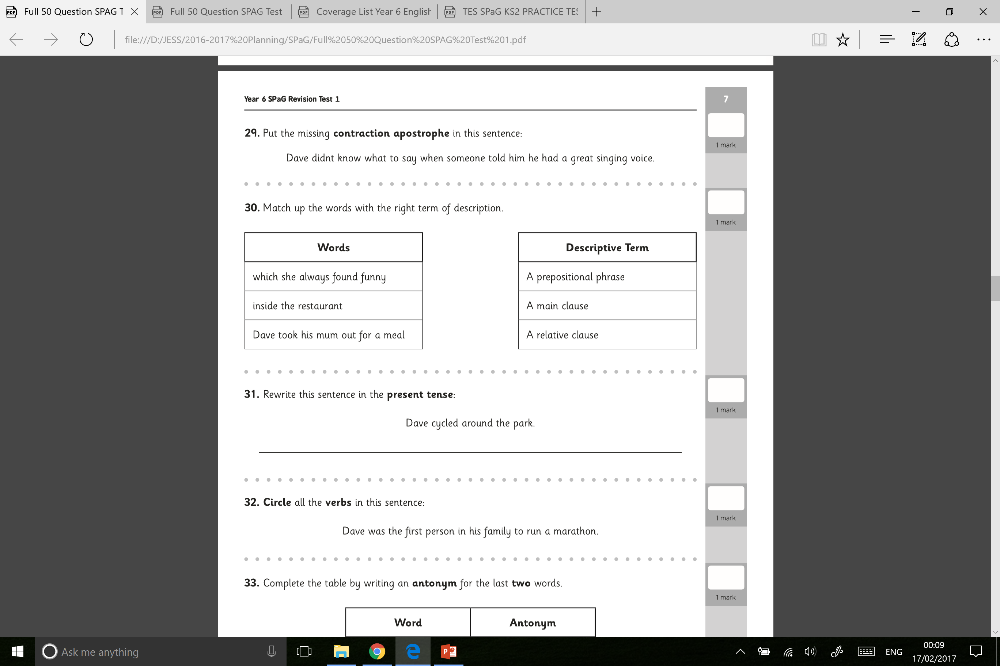 Full 50 Question SPAG T
Full 50 Question SPAG Test
Coverage List Year 6 English
TES SPaG KS2 PRACTICE TES
file:///D:/JESS/2016-2017%20Planning/SPaG/Full%2050%20Question%20SPAG%20Test%201.pdf
Year 6 SPaG Revision Test 1
7
29. Put the missing contraction apostrophe in this sentence:
1 mark
Dave didnt know what to say when someone told him he had a great singing voice.
30. Match up the words with the right term of description.
1 mark
Words
Descriptive Term
which she always found funny
A prepositional phrase
inside the restaurant
A main clause
Dave took his mum out for a meal
A relative clause
31. Rewrite this sentence in the present tense:
1 mark
Dave cycled around the park.
32. Circle all the verbs in this sentence:
1 mark
Dave was the first person in his family to run a marathon.
33. Complete the table by writing an antonym for the last two words.
1 mark
Word
Antonym
Ask me anything
ENG
00:09
17/02/2017